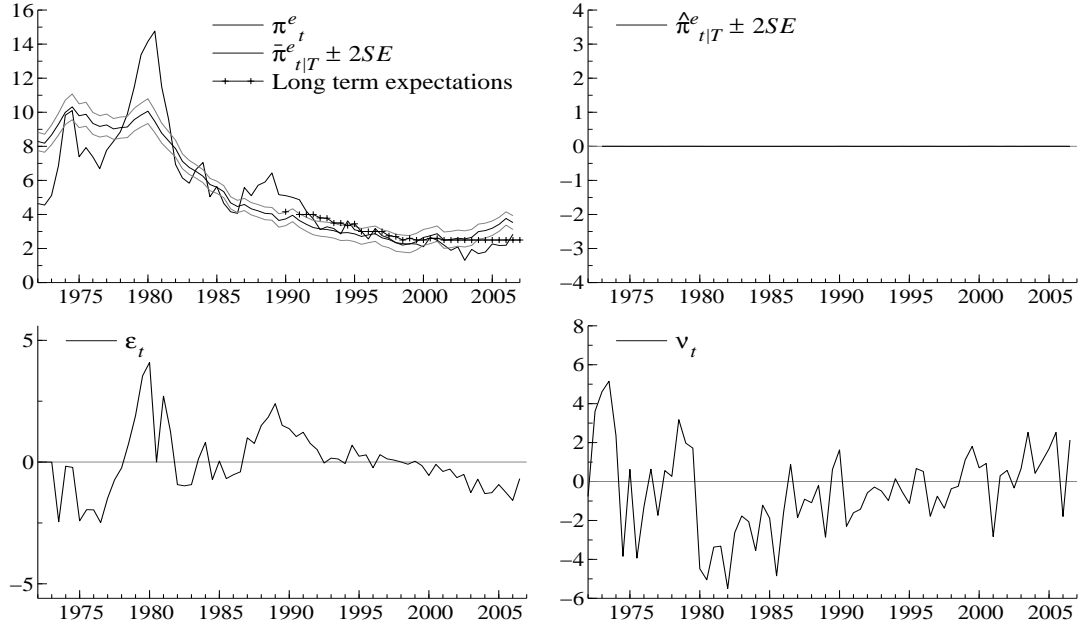 16
14
12
10
8
6
4
2
0
π^e_t
π̄^e_{t|T} ± 2SE
Long term expectations
1975 1980 1985 1990 1995 2000 2005
4
3
2
1
0
−1
−2
−3
−4
π̂^e_{t|T} ± 2SE
1975 1980 1985 1990 1995 2000 2005
5
0
−5
ε_t
1975 1980 1985 1990 1995 2000 2005
8
6
4
2
0
−2
−4
−6
ν_t
1975 1980 1985 1990 1995 2000 2005